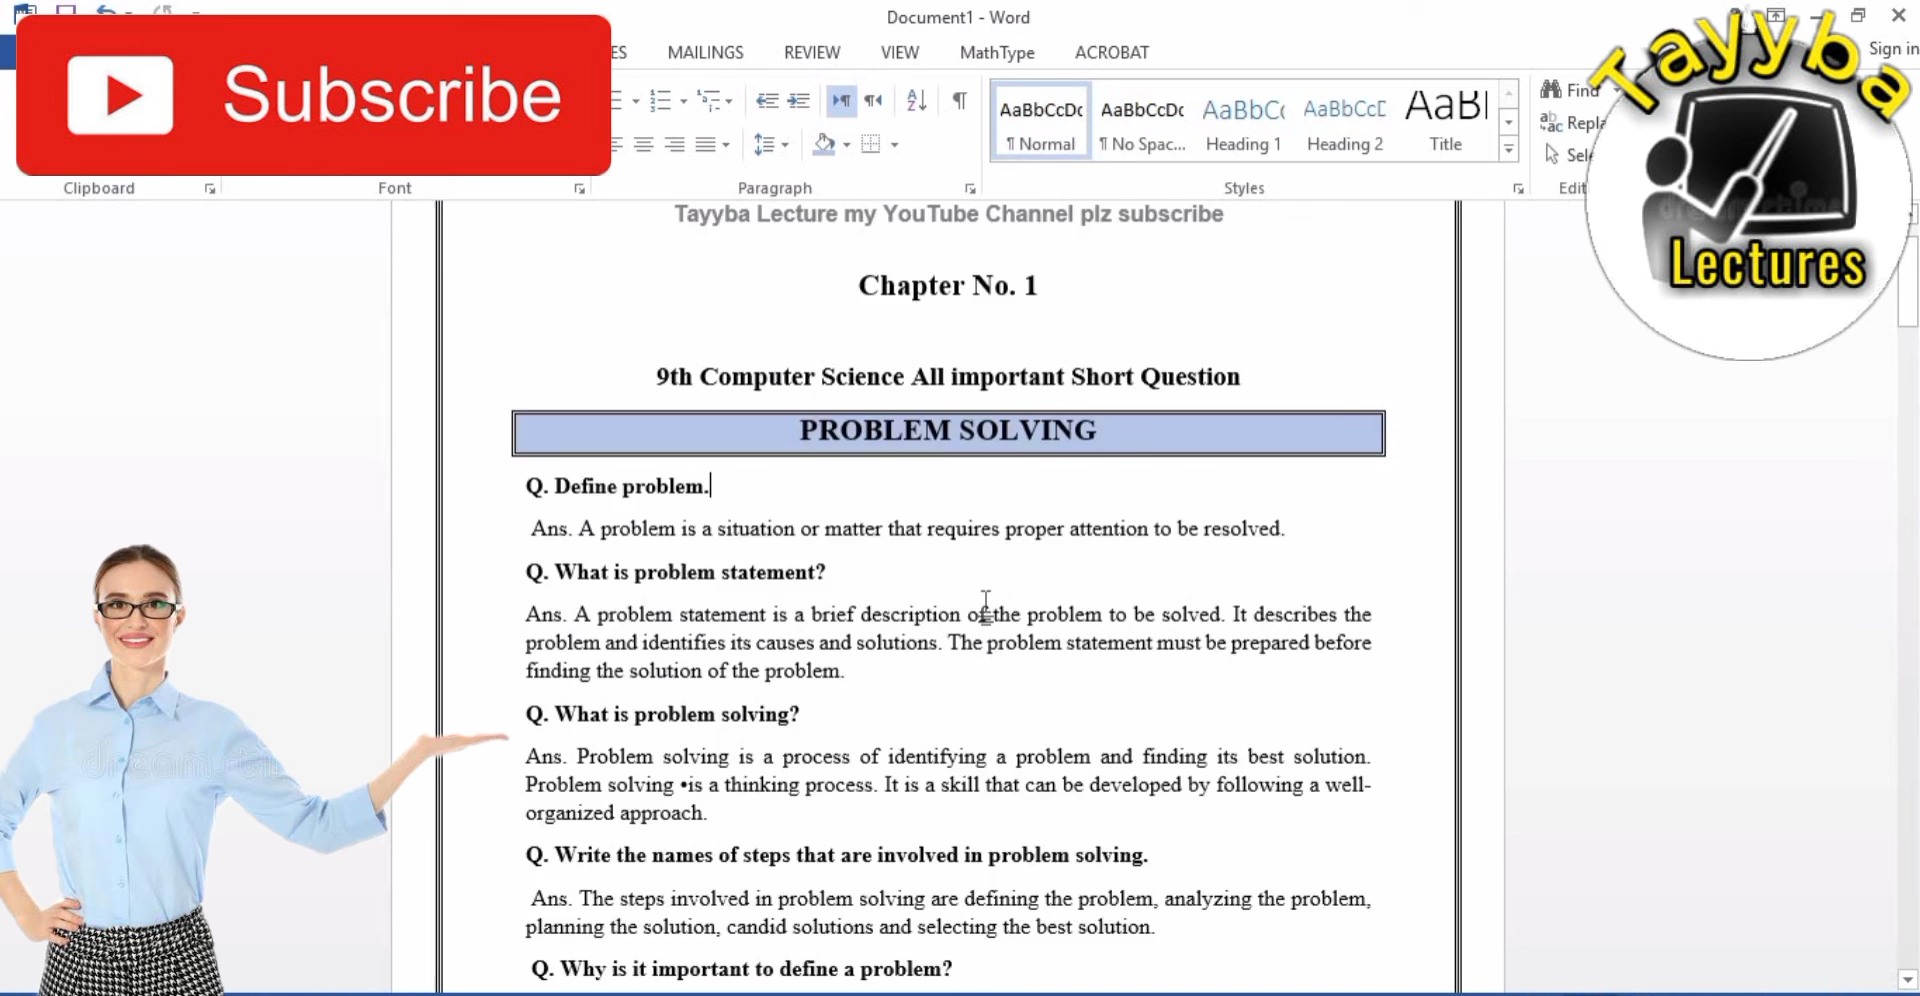 Document1 - Word
Subscribe
ES MAILINGS REVIEW VIEW MathType ACROBAT
Sign in
AaBbCcDc AaBbCcDc AaBbC AaBbCcD AaB
¶ Normal ¶ No Spac... Heading 1 Heading 2 Title
Find
Repla
Sele
Clipboard Font Paragraph Styles Edit
Tayyba
Lectures
Tayyba Lecture my YouTube Channel plz subscribe
Chapter No. 1
9th Computer Science All important Short Question
PROBLEM SOLVING
Q. Define problem.
Ans. A problem is a situation or matter that requires proper attention to be resolved.
Q. What is problem statement?
Ans. A problem statement is a brief description of the problem to be solved. It describes the
problem and identifies its causes and solutions. The problem statement must be prepared before
finding the solution of the problem.
Q. What is problem solving?
Ans. Problem solving is a process of identifying a problem and finding its best solution.
Problem solving •is a thinking process. It is a skill that can be developed by following a well-
organized approach.
Q. Write the names of steps that are involved in problem solving.
Ans. The steps involved in problem solving are defining the problem, analyzing the problem,
planning the solution, candid solutions and selecting the best solution.
Q. Why is it important to define a problem?